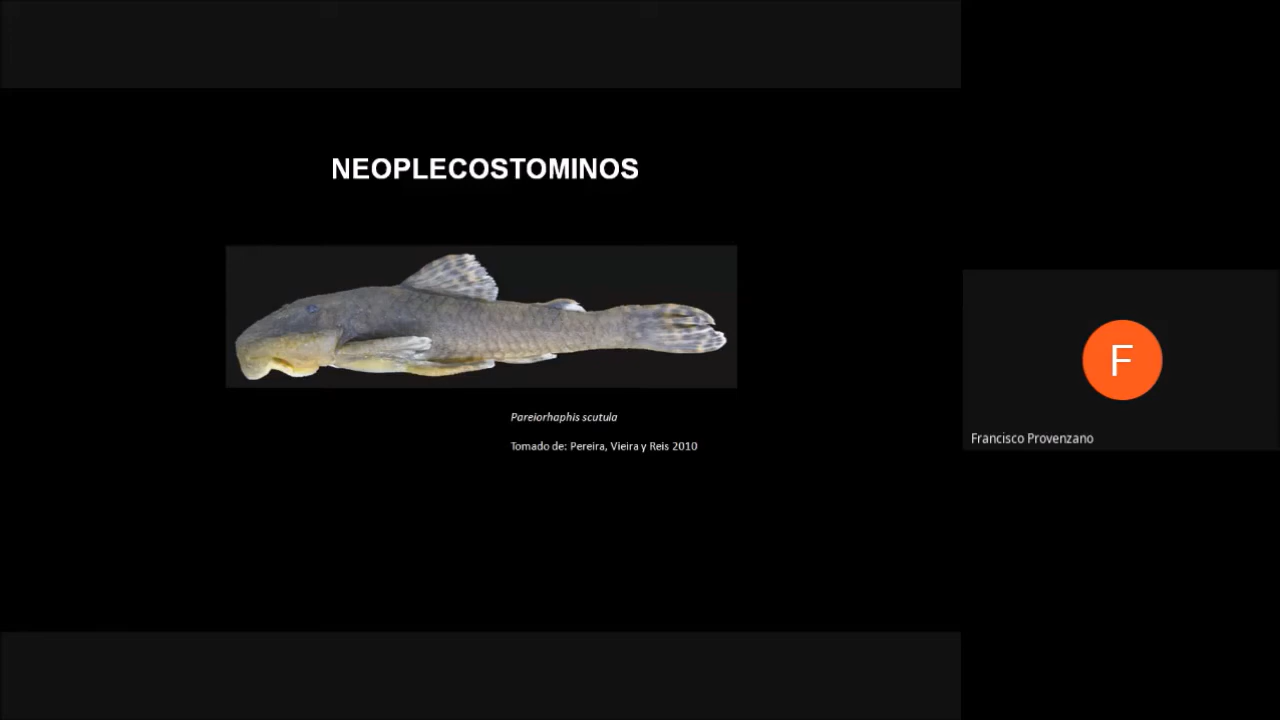 NEOPLECOSTOMINOS
Pareiorhaphis scutula
Tomado de: Pereira, Vieira y Reis 2010
F
Francisco Provenzano